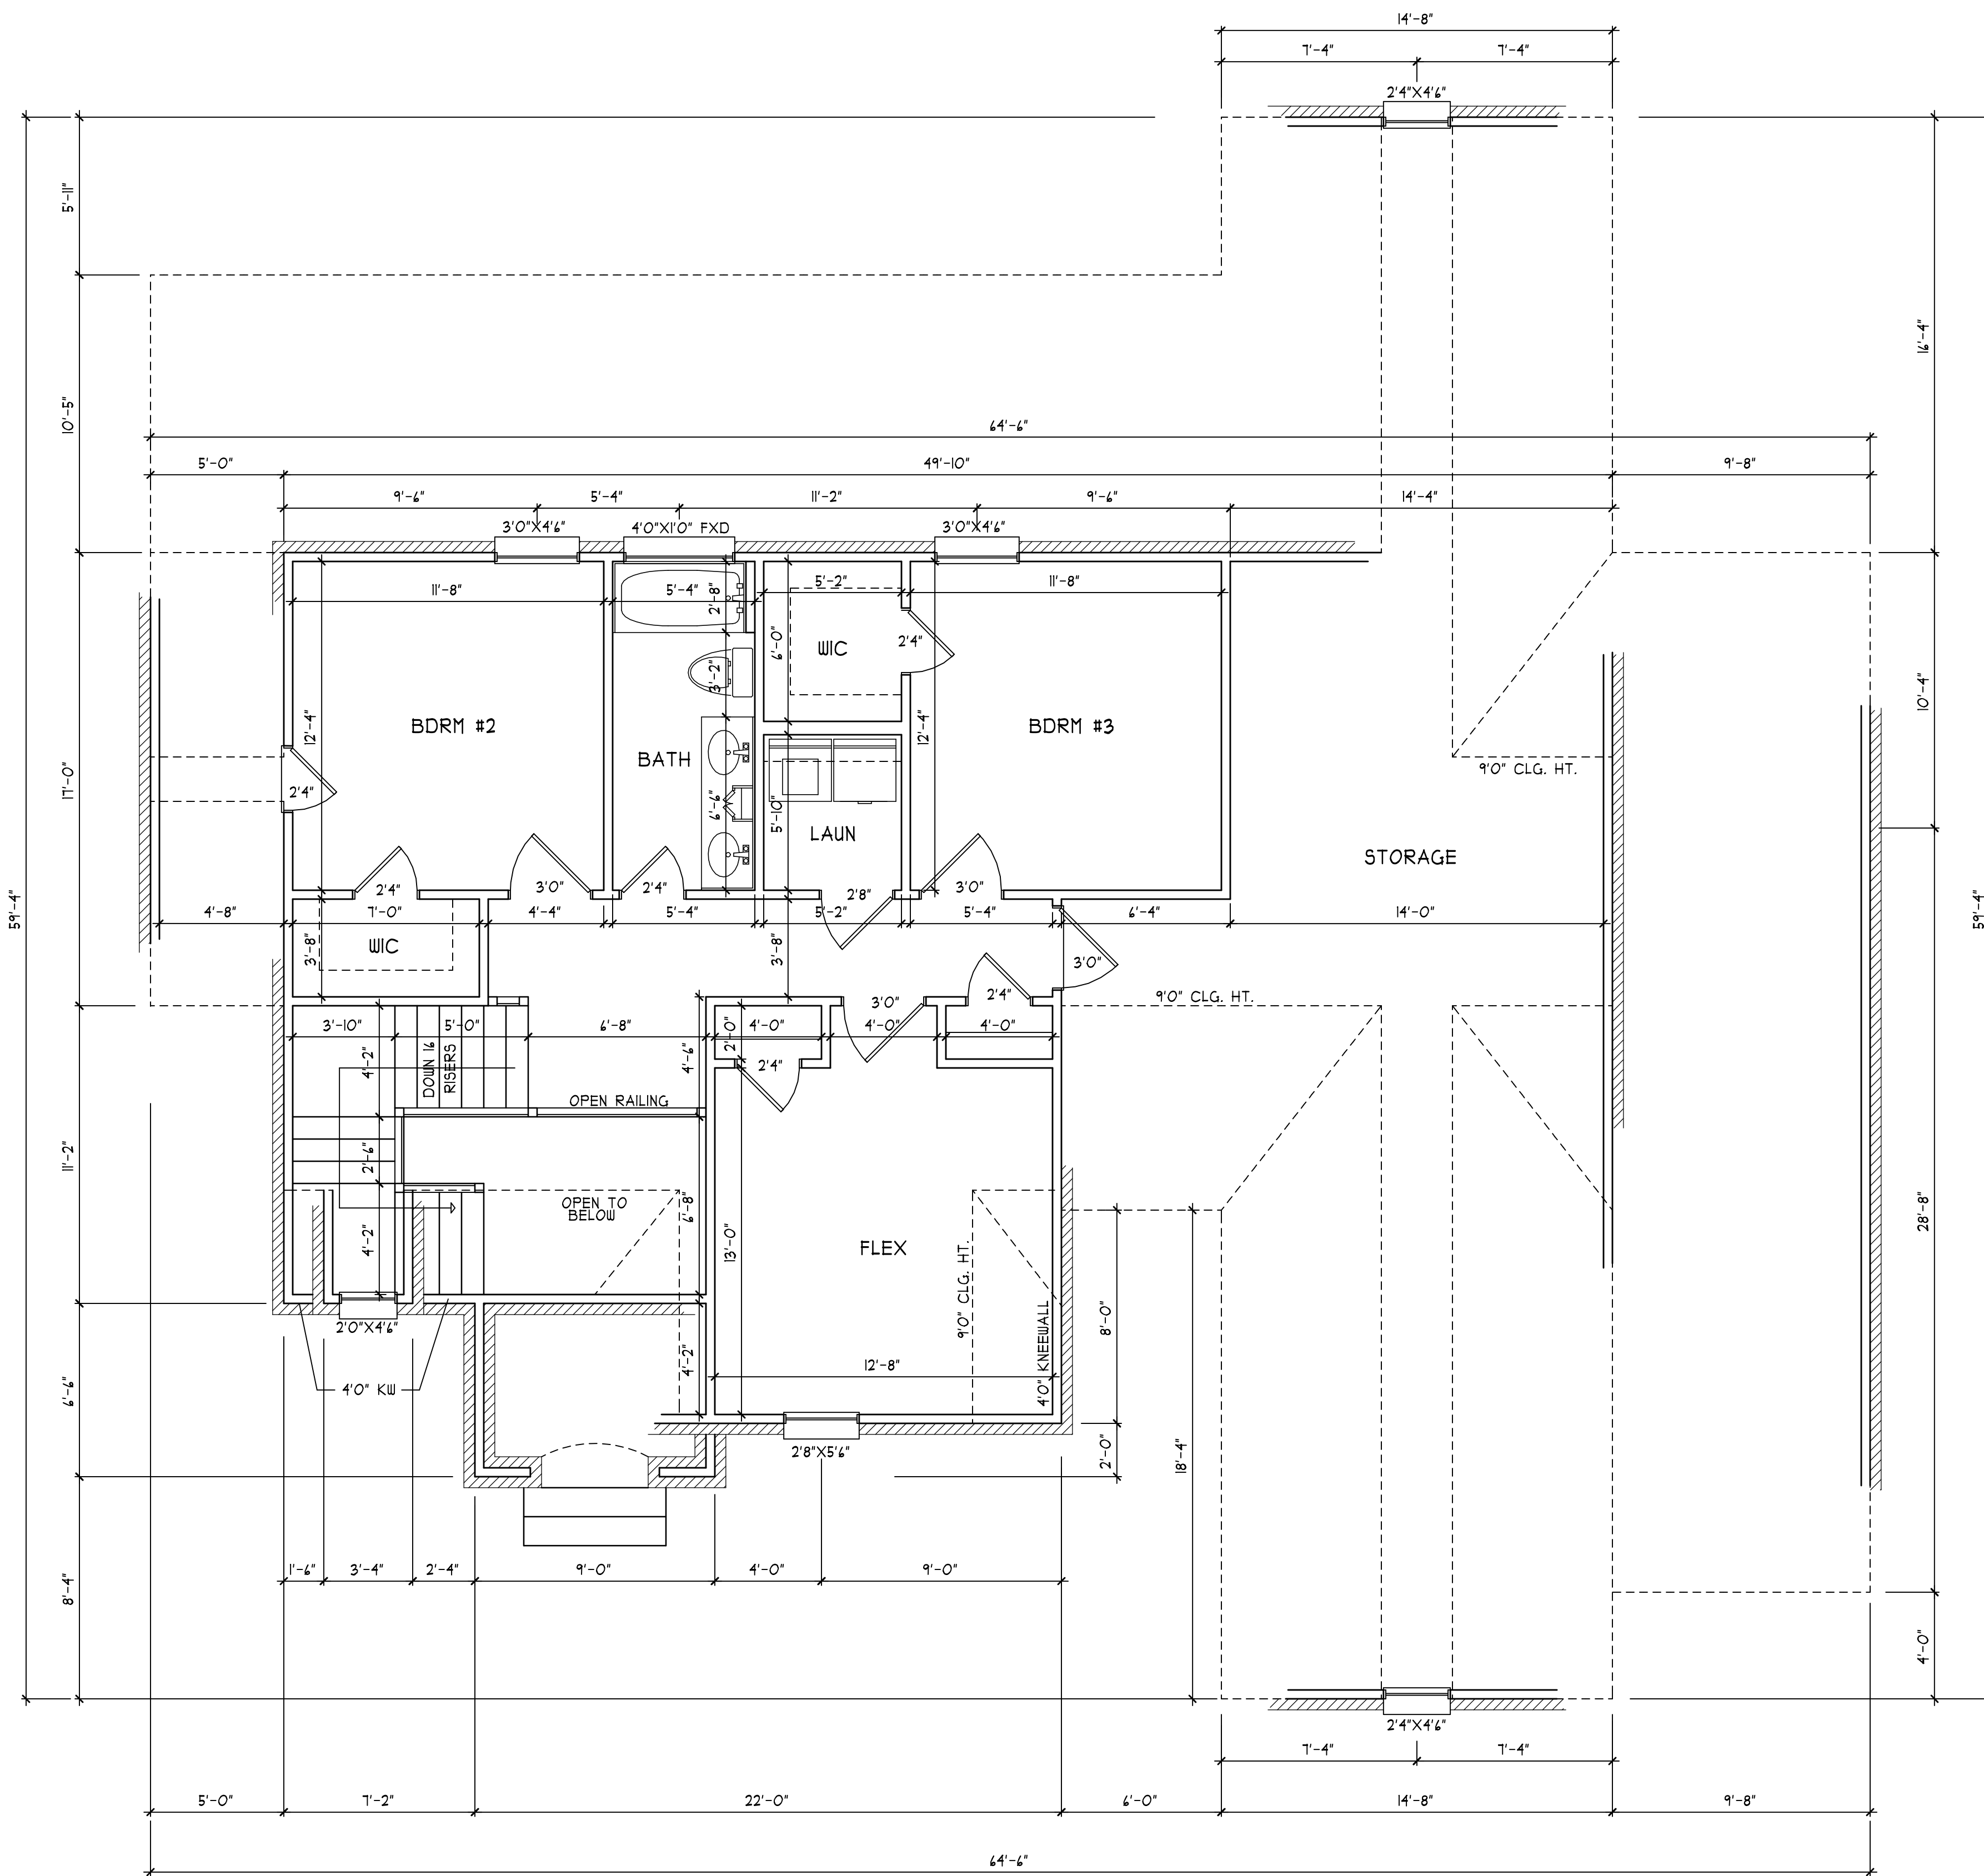 14'-8"
7'-4" 7'-4"
2'4"X4'6"
5'-11"
16'-4"
10'-5"
64'-6"
5'-0" 49'-10" 9'-8"
9'-6" 5'-4" 11'-2" 9'-6" 14'-4"
3'0"X4'6" 4'0"X1'0" FXD 3'0"X4'6"
11'-8" 5'-4" 2'-8" 5'-2" 11'-8"
6'-0" 2'4"
WIC
3'-2"
12'-4" BDRM #2 12'-4" BDRM #3
10'-4"
BATH
9'0" CLG. HT.
17'-0"
2'4"
6'-6" 5'-10"
LAUN
STORAGE
2'4" 3'0" 2'4" 2'8" 3'0"
59'-4" 59'-4"
4'-8" 7'-0" 4'-4" 5'-4" 5'-2" 5'-4" 6'-4" 14'-0"
3'-8" WIC 3'-8"
3'0"
2'4"
9'0" CLG. HT.
3'0"
3'-10" 5'-0" 6'-8" 4'-0" 4'-0" 4'-0"
2'-0"
4'-2" DOWN 16
RISERS
4'-6" 2'4"
OPEN RAILING
11'-2"
2'-6"
OPEN TO
BELOW
6'-8"
28'-8"
4'-2"
13'-0" FLEX
9'0" CLG. HT.
4'0" KNEEWALL
8'-0"
2'0"X4'6"
4'-2"
12'-8"
6'-6"
4'0" KW
2'8"X5'6"
2'-0"
18'-4"
1'-6" 3'-4" 2'-4" 9'-0" 4'-0" 9'-0"
8'-4"
4'-0"
2'4"X4'6"
7'-4" 7'-4"
5'-0" 7'-2" 22'-0" 6'-0" 14'-8" 9'-8"
64'-6"